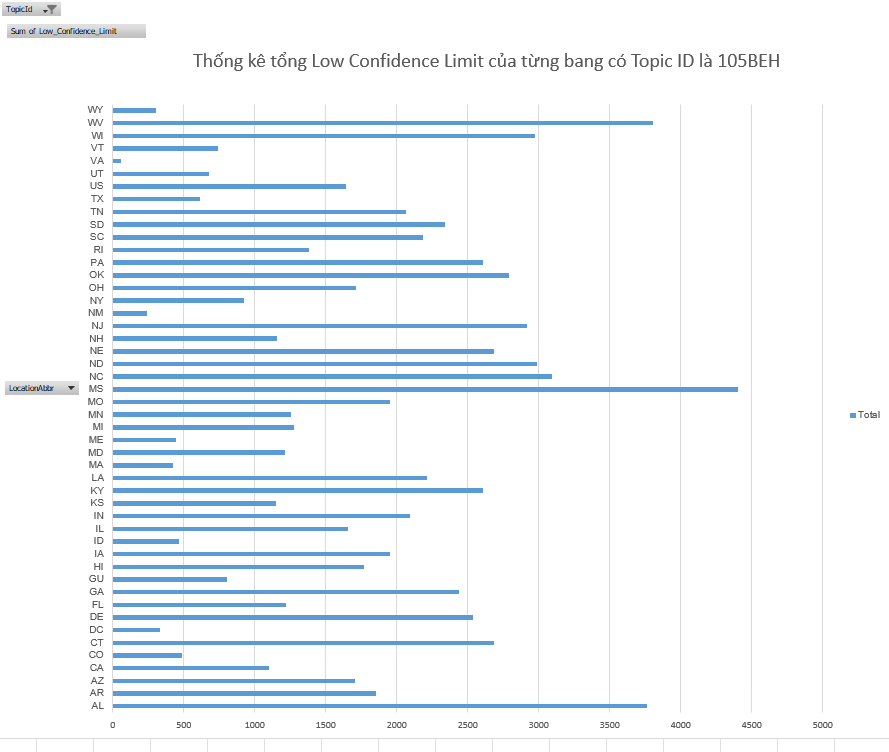 TopicId
Sum of Low_Confidence_Limit
Thống kê tổng Low Confidence Limit của từng bang có Topic ID là 105BEH
WY
WV
WI
VT
VA
UT
US
TX
TN
SD
SC
RI
PA
OK
OH
NY
NM
NJ
NH
NE
ND
NC
LocationAbbr
MS
MO
MN
Total
MI
ME
MD
MA
LA
KY
KS
IN
IL
ID
IA
HI
GU
GA
FL
DE
DC
CT
CO
CA
AZ
AR
AL
0 500 1000 1500 2000 2500 3000 3500 4000 4500 5000